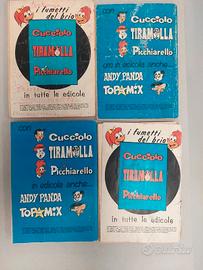 i fumetti del brio
Cucciolo
TIRAMOLLA
Picchiarello
in tutte le edicole
con
Cucciolo
TIRAMOLLA
Picchiarello
ora in edicola anche...
ANDY PANDA
TOPOMIX
con
Cucciolo
TIRAMOLLA
Picchiarello
in edicola anche...
ANDY PANDA
TOPOMIX
i fumetti
del brio
Cucciolo
TIRAMOLLA
Picchiarello
in tutte le edicole
subito